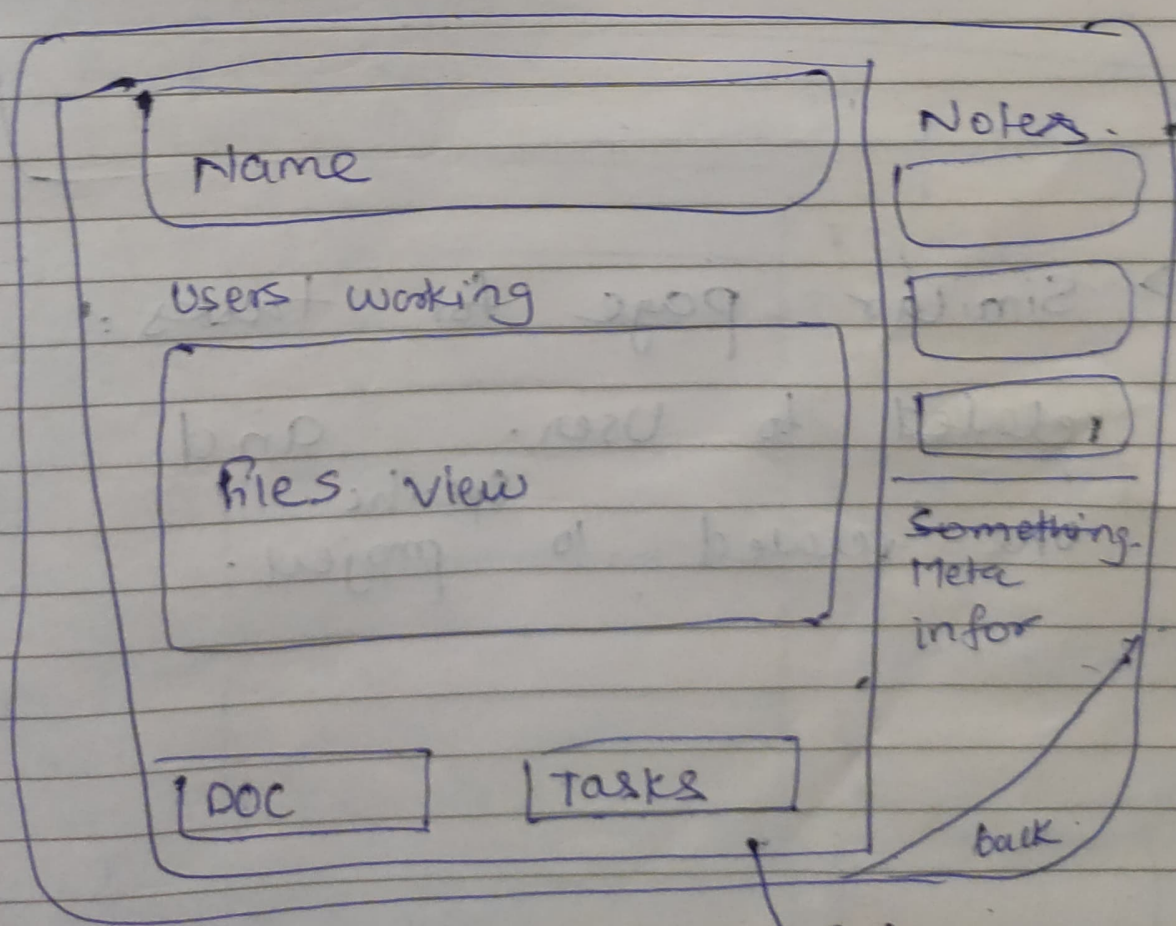 Name
Users working
Files view
DOC
Tasks
Notes.
Something
Meta
infor
back